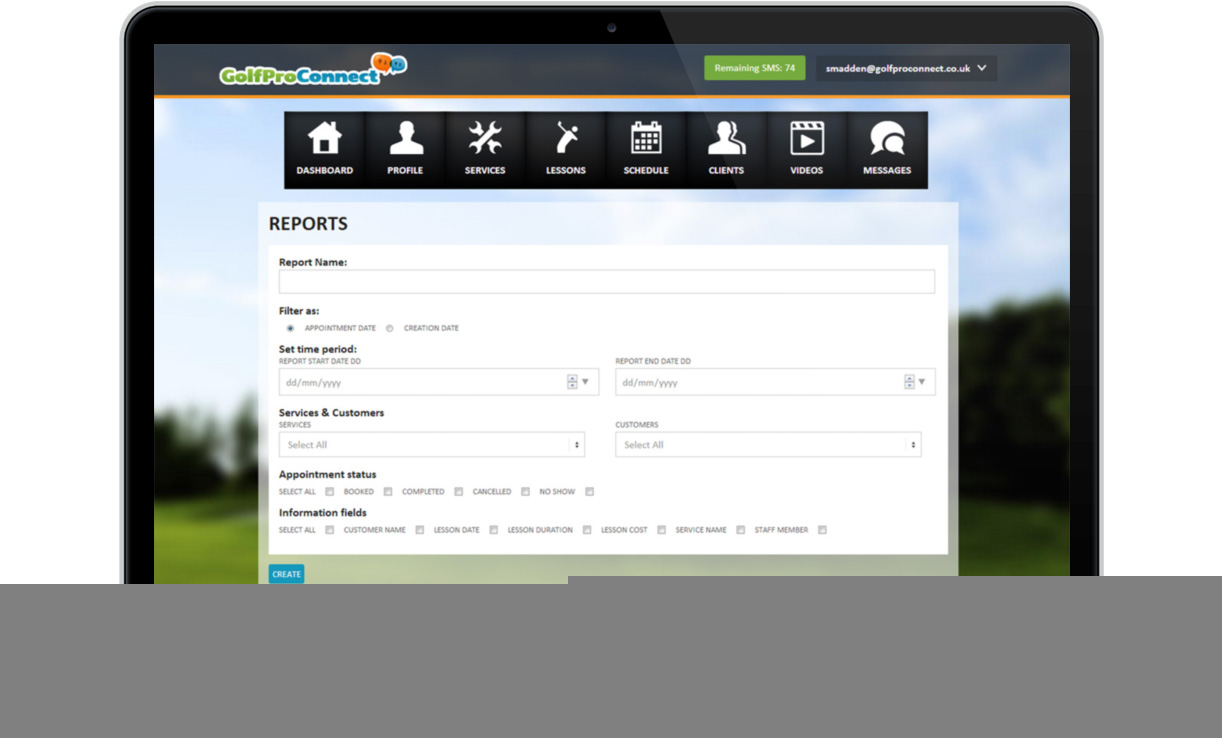 GolfProConnect
Remaining SMS: 74
smadden@golfproconnect.co.uk
DASHBOARD PROFILE SERVICES LESSONS SCHEDULE CLIENTS VIDEOS MESSAGES
REPORTS
Report Name:
Filter as:
APPOINTMENT DATE CREATION DATE
Set time period:
REPORT START DATE DD REPORT END DATE DD
dd/mm/yyyy dd/mm/yyyy
Services & Customers
SERVICES CUSTOMERS
Select All Select All
Appointment status
SELECT ALL BOOKED COMPLETED CANCELLED NO SHOW
Information fields
SELECT ALL CUSTOMER NAME LESSON DATE LESSON DURATION LESSON COST SERVICE NAME STAFF MEMBER
CREATE